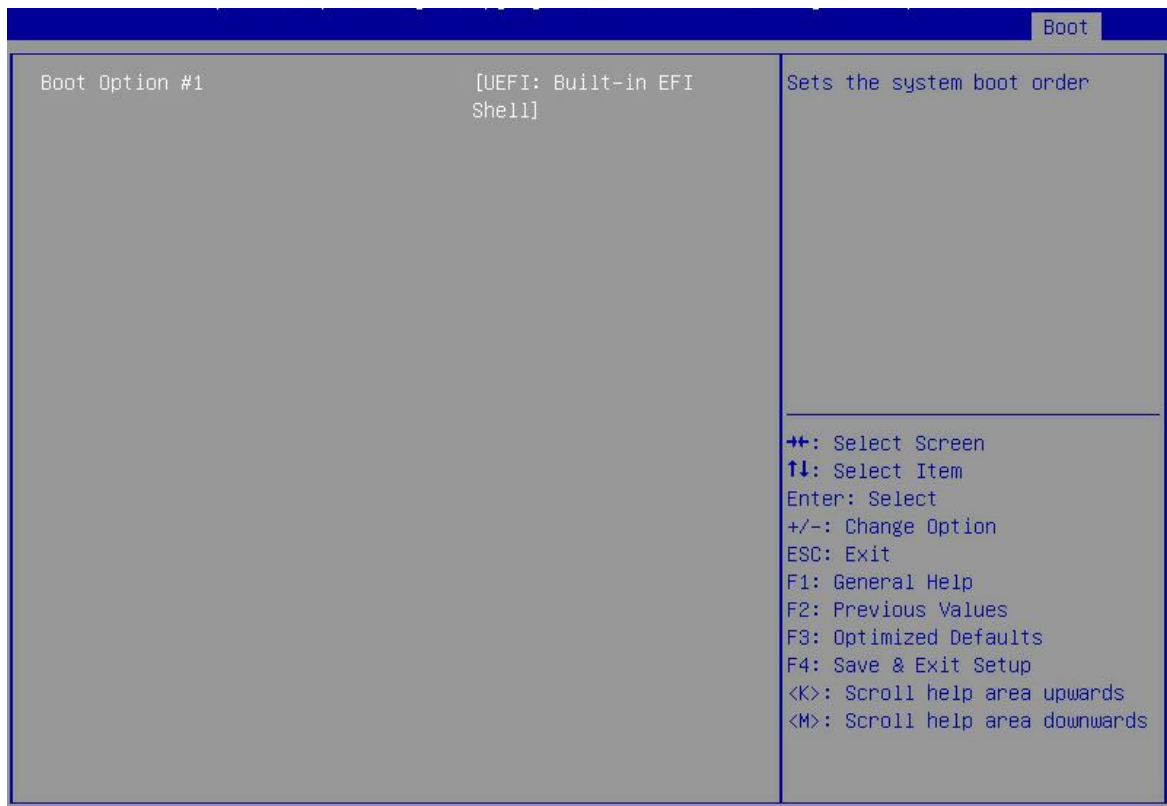 Boot
Boot Option #1 [UEFI: Built-in EFI
Shell]
Sets the system boot order
→←: Select Screen
↑↓: Select Item
Enter: Select
+/-: Change Option
ESC: Exit
F1: General Help
F2: Previous Values
F3: Optimized Defaults
F4: Save & Exit Setup
<K>: Scroll help area upwards
<M>: Scroll help area downwards